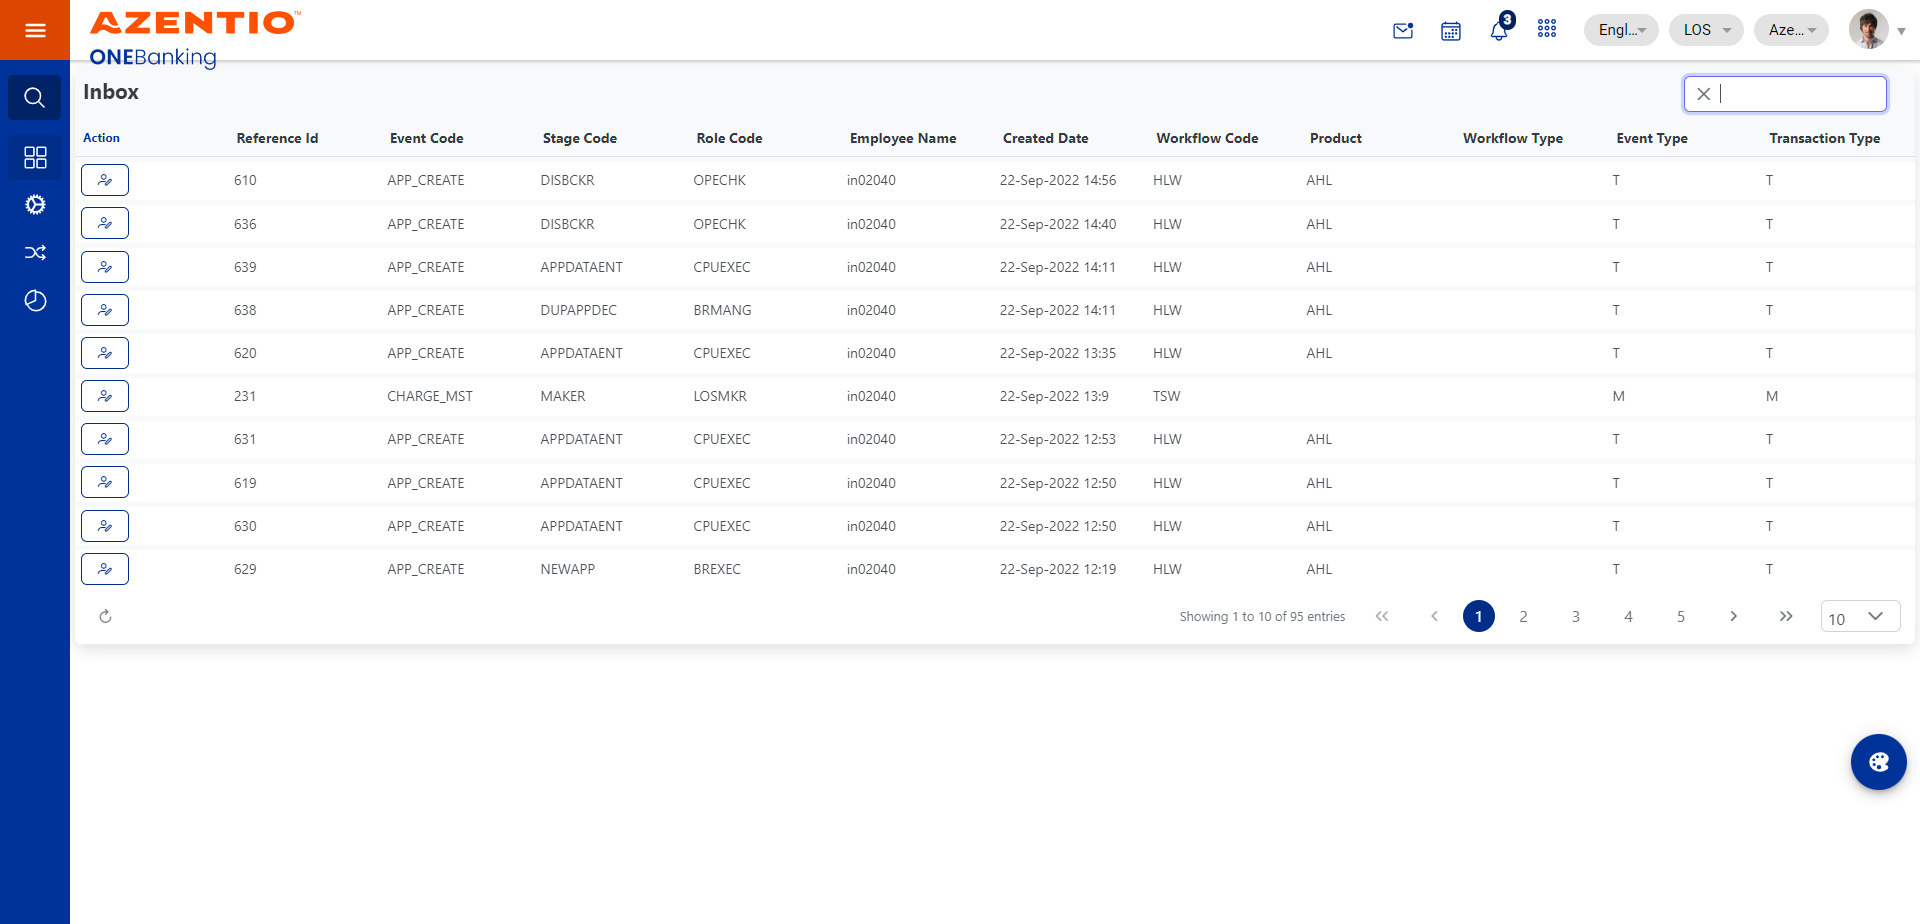 AZENTIO™
ONEBanking
3
Engl...
LOS
Aze...
Inbox
Action Reference Id Event Code Stage Code Role Code Employee Name Created Date Workflow Code Product Workflow Type Event Type Transaction Type
610 APP_CREATE DISBCKR OPECHK in02040 22-Sep-2022 14:56 HLW AHL T T
636 APP_CREATE DISBCKR OPECHK in02040 22-Sep-2022 14:40 HLW AHL T T
639 APP_CREATE APPDATAENT CPUEXEC in02040 22-Sep-2022 14:11 HLW AHL T T
638 APP_CREATE DUPAPPDEC BRMANG in02040 22-Sep-2022 14:11 HLW AHL T T
620 APP_CREATE APPDATAENT CPUEXEC in02040 22-Sep-2022 13:35 HLW AHL T T
231 CHARGE_MST MAKER LOSMKR in02040 22-Sep-2022 13:9 TSW M M
631 APP_CREATE APPDATAENT CPUEXEC in02040 22-Sep-2022 12:53 HLW AHL T T
619 APP_CREATE APPDATAENT CPUEXEC in02040 22-Sep-2022 12:50 HLW AHL T T
630 APP_CREATE APPDATAENT CPUEXEC in02040 22-Sep-2022 12:50 HLW AHL T T
629 APP_CREATE NEWAPP BREXEC in02040 22-Sep-2022 12:19 HLW AHL T T
Showing 1 to 10 of 95 entries 1 2 3 4 5 10